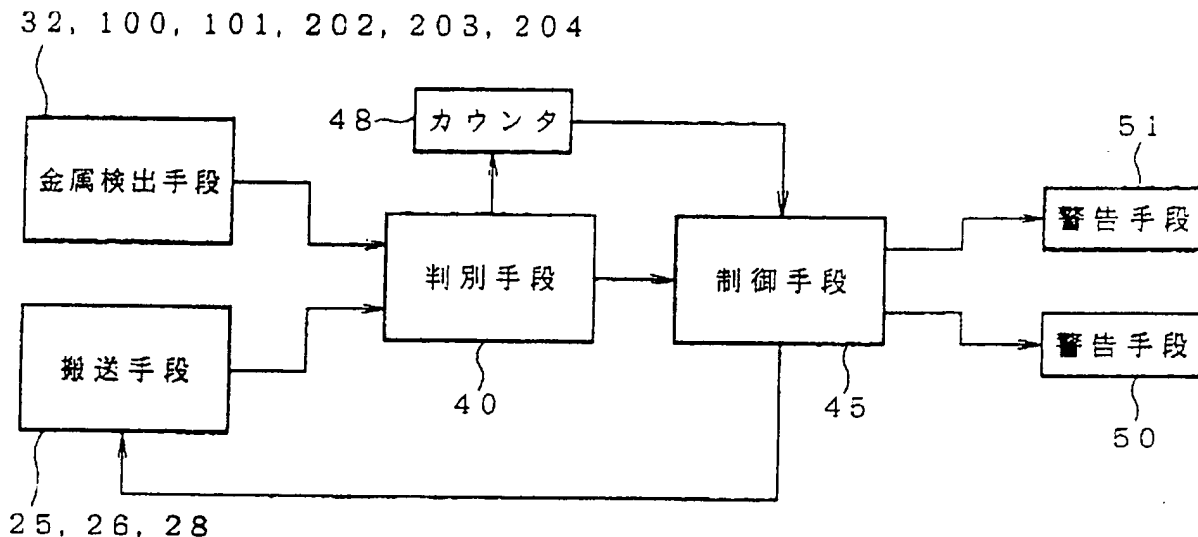 32, 100, 101, 202, 203, 204
48
カウンタ
51
金属検出手段
警告手段
判別手段
制御手段
搬送手段
警告手段
40
45
50
25, 26, 28